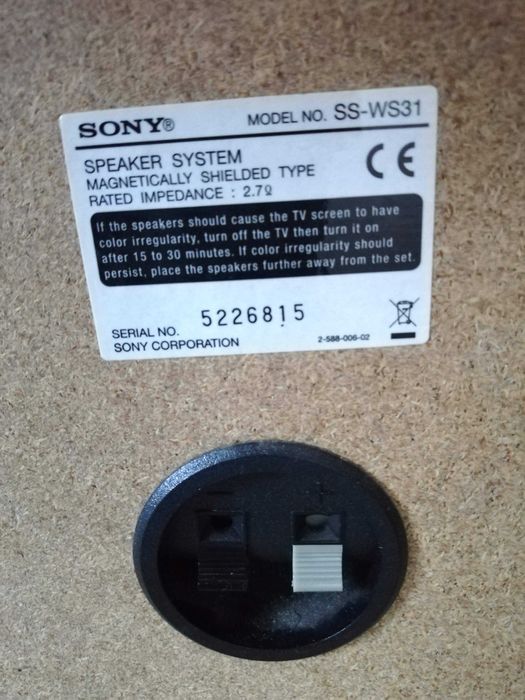 SONY® MODEL NO. SS-WS31
SPEAKER SYSTEM
MAGNETICALLY SHIELDED TYPE
RATED IMPEDANCE : 2.7Ω
CE
If the speakers should cause the TV screen to have
color irregularity, turn off the TV then turn it on
after 15 to 30 minutes. If color irregularity should
persist, place the speakers further away from the set.
SERIAL NO. 5226815
SONY CORPORATION 2-588-006-02
− +